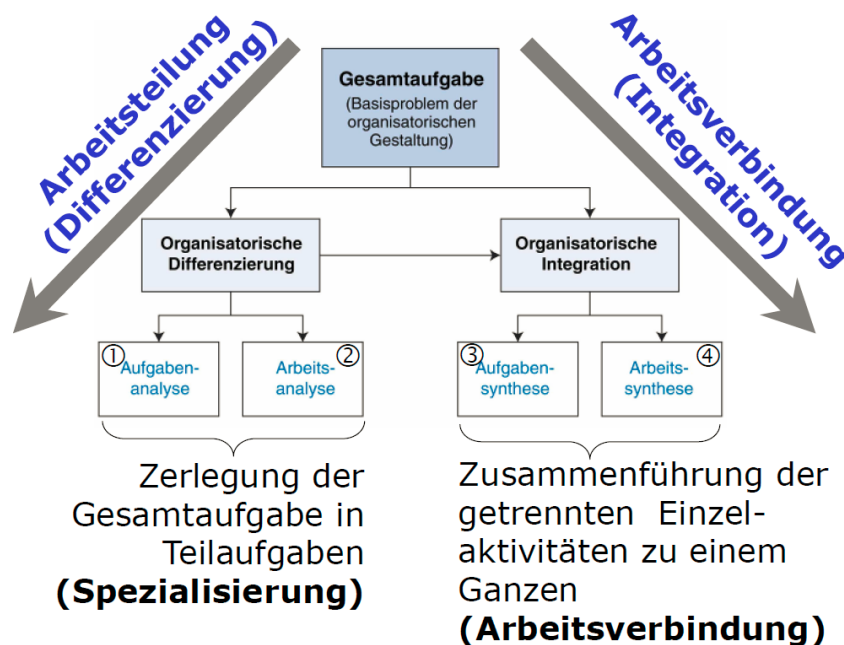 Arbeitsteilung
(Differenzierung)
Arbeitsverbindung
(Integration)
Gesamtaufgabe
(Basisproblem der
organisatorischen
Gestaltung)
Organisatorische
Differenzierung
Organisatorische
Integration
①
Aufgaben-
analyse
②
Arbeits-
analyse
③
Aufgaben-
synthese
④
Arbeits-
synthese
Zerlegung der
Gesamtaufgabe in
Teilaufgaben
(Spezialisierung)
Zusammenführung der
getrennten Einzel-
aktivitäten zu einem
Ganzen
(Arbeitsverbindung)